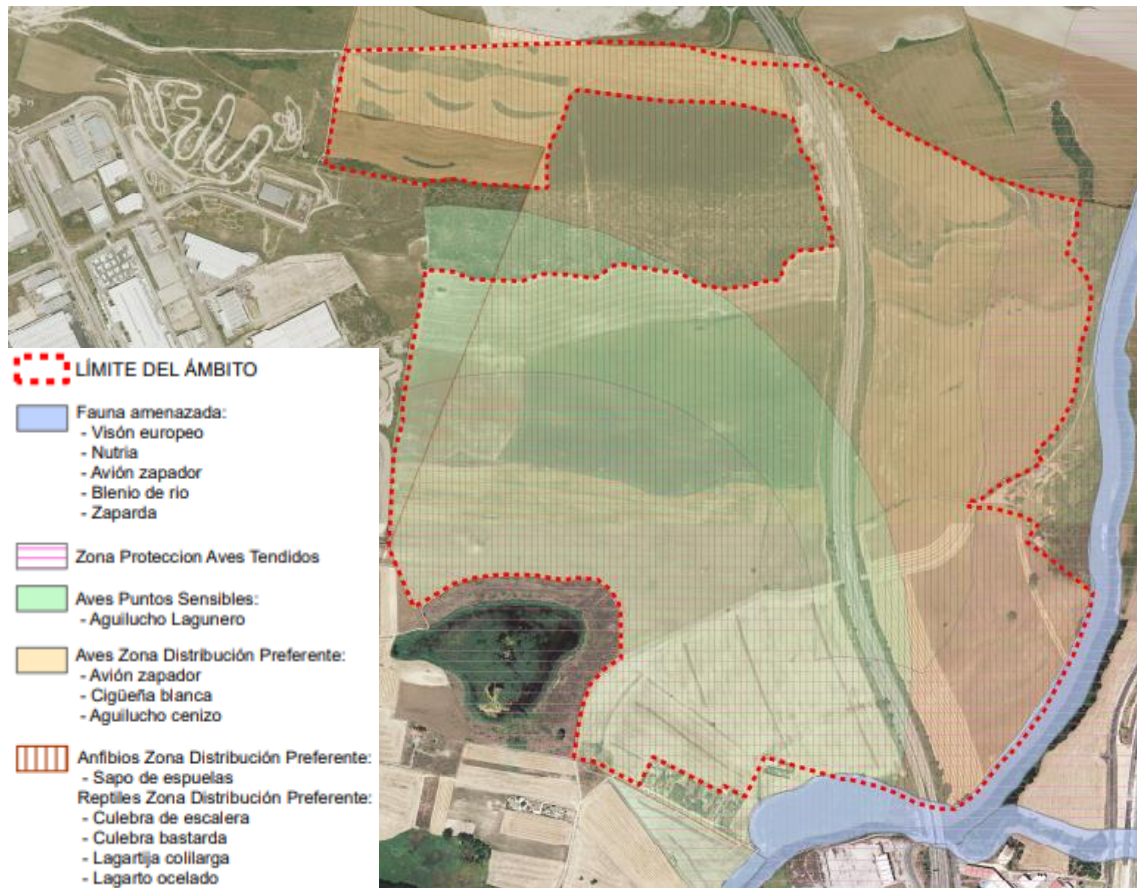 LÍMITE DEL ÁMBITO
Fauna amenazada:
- Visón europeo
- Nutria
- Avión zapador
- Blenio de rio
- Zaparda
Zona Proteccion Aves Tendidos
Aves Puntos Sensibles:
- Aguilucho Lagunero
Aves Zona Distribución Preferente:
- Avión zapador
- Cigüeña blanca
- Aguilucho cenizo
Anfibios Zona Distribución Preferente:
- Sapo de espuelas
Reptiles Zona Distribución Preferente:
- Culebra de escalera
- Culebra bastarda
- Lagartija colilarga
- Lagarto ocelado